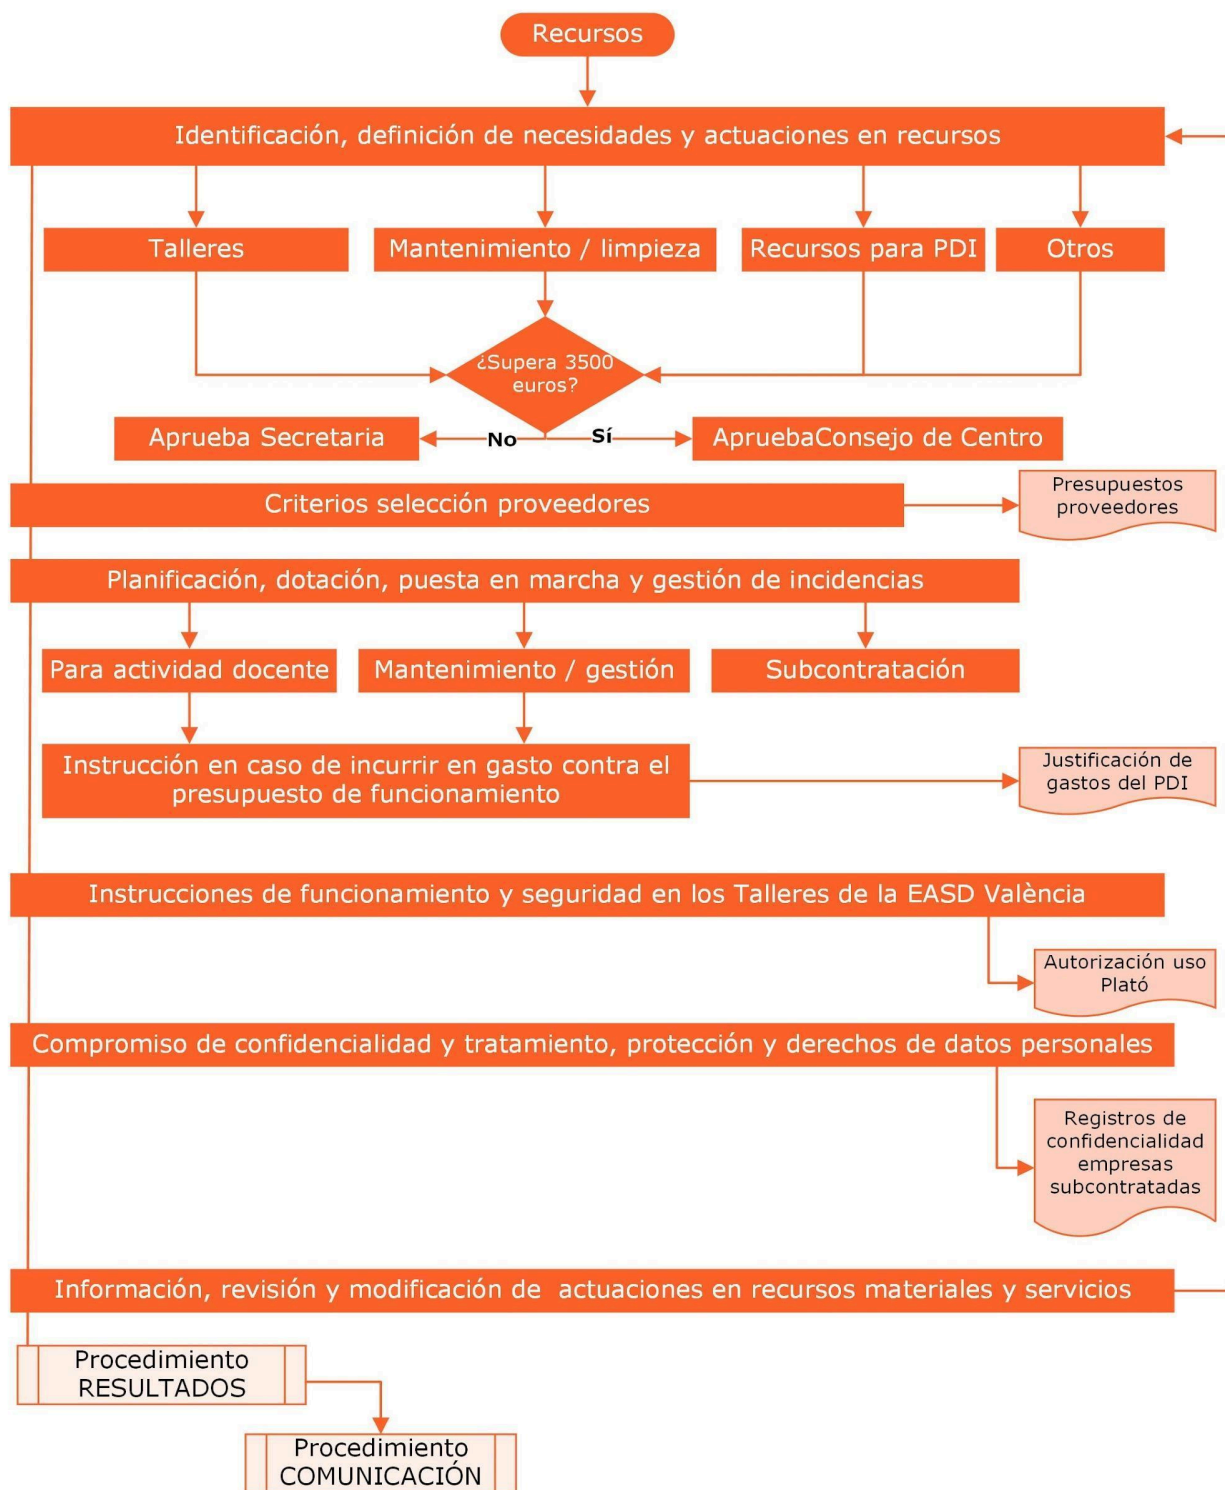 Recursos
Identificación, definición de necesidades y actuaciones en recursos
Talleres
Mantenimiento / limpieza
Recursos para PDI
Otros
¿Supera 3500
euros?
Aprueba Secretaria
No
Sí
ApruebaConsejo de Centro
Criterios selección proveedores
Presupuestos
proveedores
Planificación, dotación, puesta en marcha y gestión de incidencias
Para actividad docente
Mantenimiento / gestión
Subcontratación
Instrucción en caso de incurrir en gasto contra el
presupuesto de funcionamiento
Justificación de
gastos del PDI
Instrucciones de funcionamiento y seguridad en los Talleres de la EASD València
Autorización uso
Plató
Compromiso de confidencialidad y tratamiento, protección y derechos de datos personales
Registros de
confidencialidad
empresas
subcontratadas
Información, revisión y modificación de  actuaciones en recursos materiales y servicios
Procedimiento
RESULTADOS
Procedimiento
COMUNICACIÓN